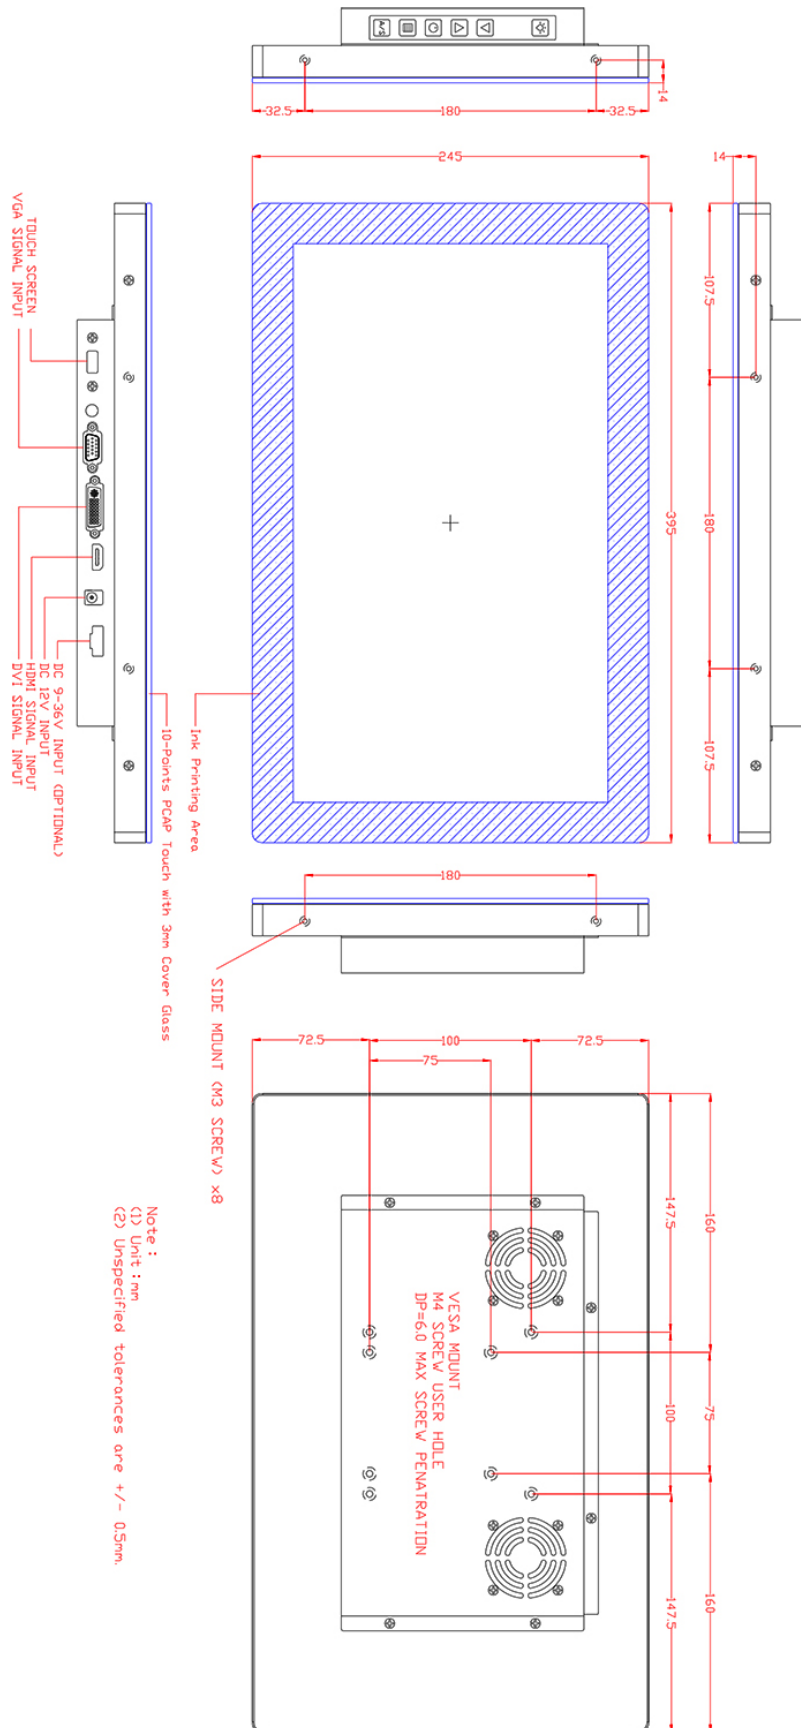 A/S
14
32.5
180
32.5
245
14
107.5
180
107.5
395
TOUCH SCREEN
VGA SIGNAL INPUT
DC 9-36V INPUT (OPTIONAL)
DC 12V INPUT
HDMI SIGNAL INPUT
DVI SIGNAL INPUT
Ink Printing Area
10-Points PCAP Touch with 3mm Cover Glass
180
SIDE MOUNT (M3 SCREW) x8
72.5
100
72.5
75
147.5
160
100
75
147.5
160
VESA MOUNT
M4 SCREW USER HOLE
DP=6.0 MAX SCREW PENATRATION
Note :
(1) Unit : mm
(2) Unspecified tolerances are +/- 0.5mm.